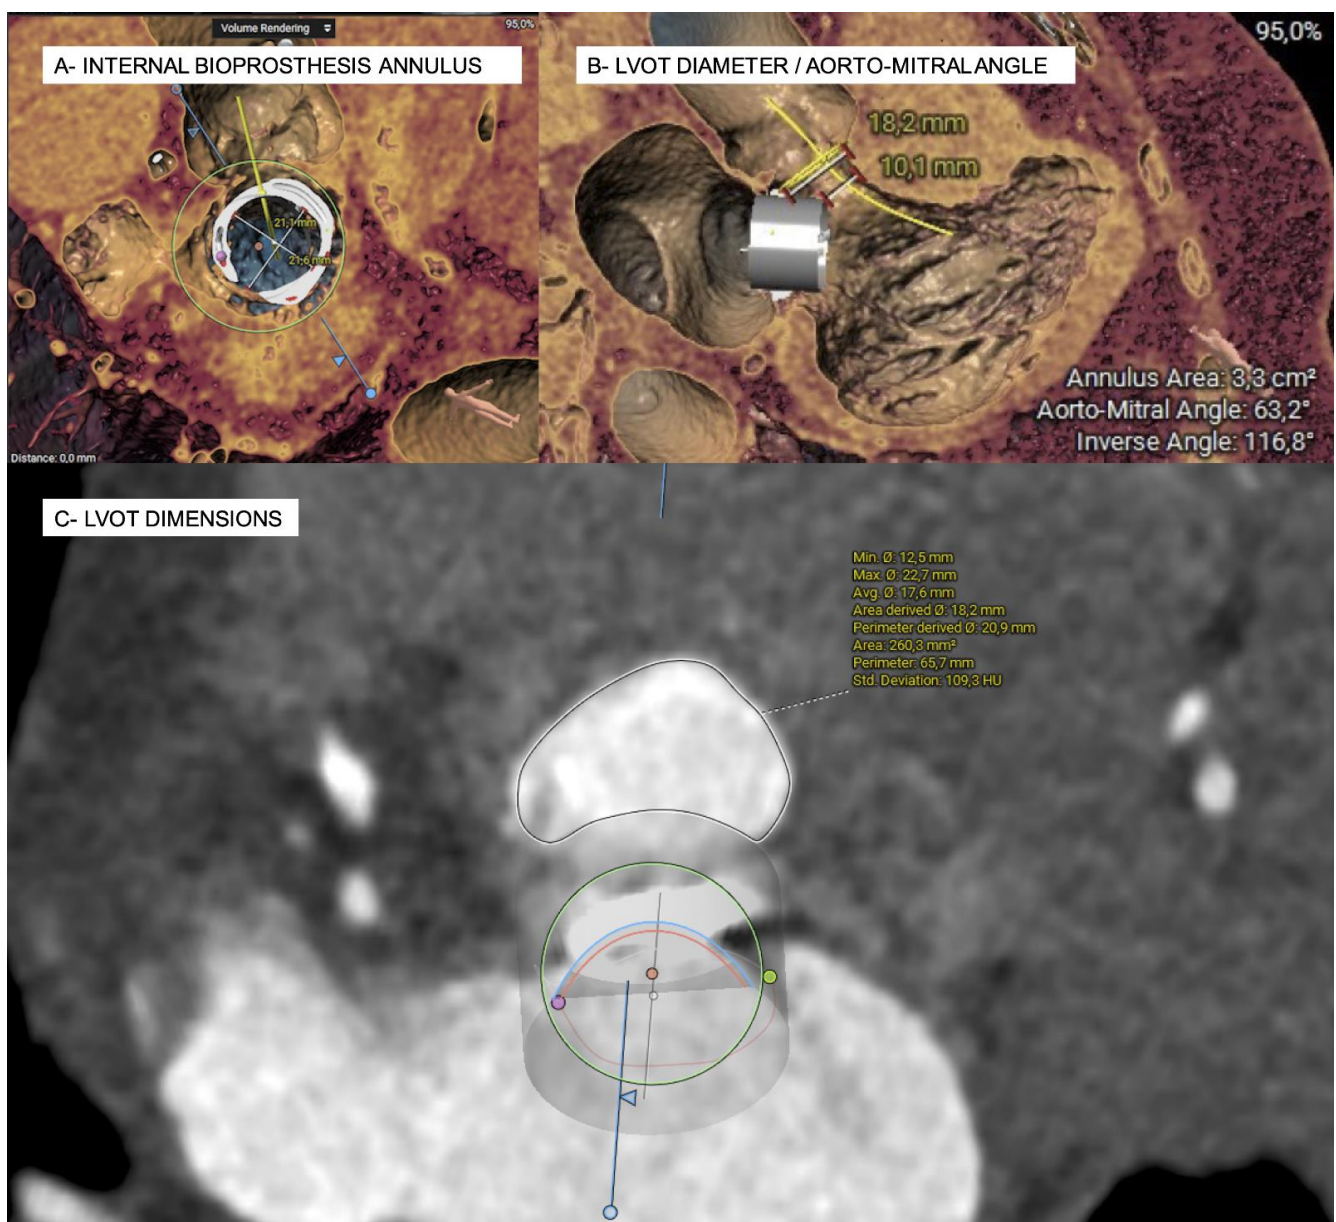 Volume Rendering
95,0%
A- INTERNAL BIOPROSTHESIS ANNULUS
21,1 mm
21,6 mm
Distance: 0,0 mm
95,0%
B- LVOT DIAMETER / AORTO-MITRAL ANGLE
18,2 mm
10,1 mm
Annulus Area: 3,3 cm²
Aorto-Mitral Angle: 63,2°
Inverse Angle: 116,8°
C- LVOT DIMENSIONS
Min. Ø: 12,5 mm
Max. Ø: 22,7 mm
Avg. Ø: 17,6 mm
Area derived Ø: 18,2 mm
Perimeter derived Ø: 20,9 mm
Area: 260,3 mm²
Perimeter: 65,7 mm
Std. Deviation: 109,3 HU